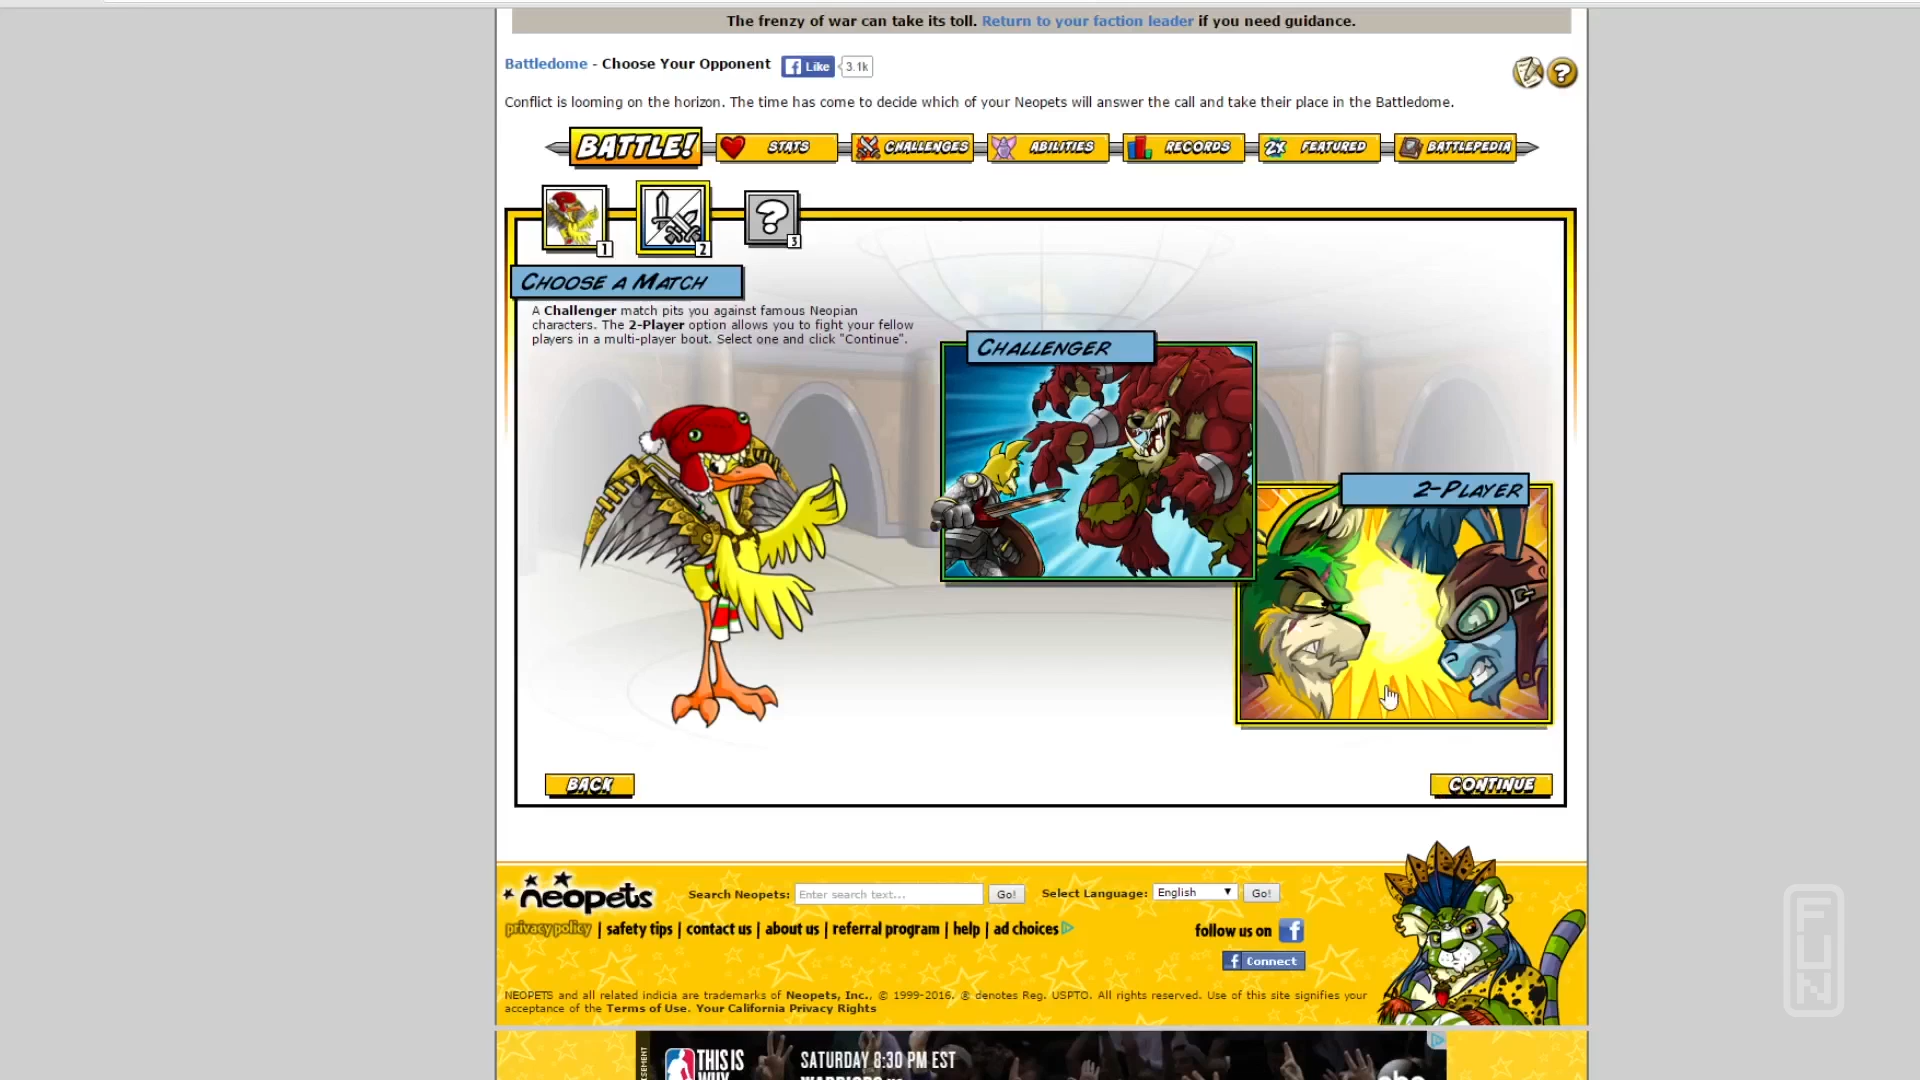 The frenzy of war can take its toll. Return to your faction leader if you need guidance.
Battledome - Choose Your Opponent
Like
3.1k
Conflict is looming on the horizon. The time has come to decide which of your Neopets will answer the call and take their place in the Battledome.
BATTLE!
STATS
CHALLENGES
ABILITIES
RECORDS
2X
FEATURED
BATTLEPEDIA
1
2
?
3
CHOOSE A MATCH
A Challenger match pits you against famous Neopian
characters. The 2-Player option allows you to fight your fellow
players in a multi-player bout. Select one and click "Continue".
CHALLENGER
2-PLAYER
BACK
CONTINUE
neopets
Search Neopets:
Enter search text...
Go!
Select Language:
English
Go!
privacy policy | safety tips | contact us | about us | referral program | help | ad choices
follow us on
Connect
NEOPETS and all related indicia are trademarks of Neopets, Inc., © 1999-2016. ® denotes Reg. USPTO. All rights reserved. Use of this site signifies your
acceptance of the Terms of Use. Your California Privacy Rights
FUN
THIS IS
SATURDAY 8:30 PM EST
abc